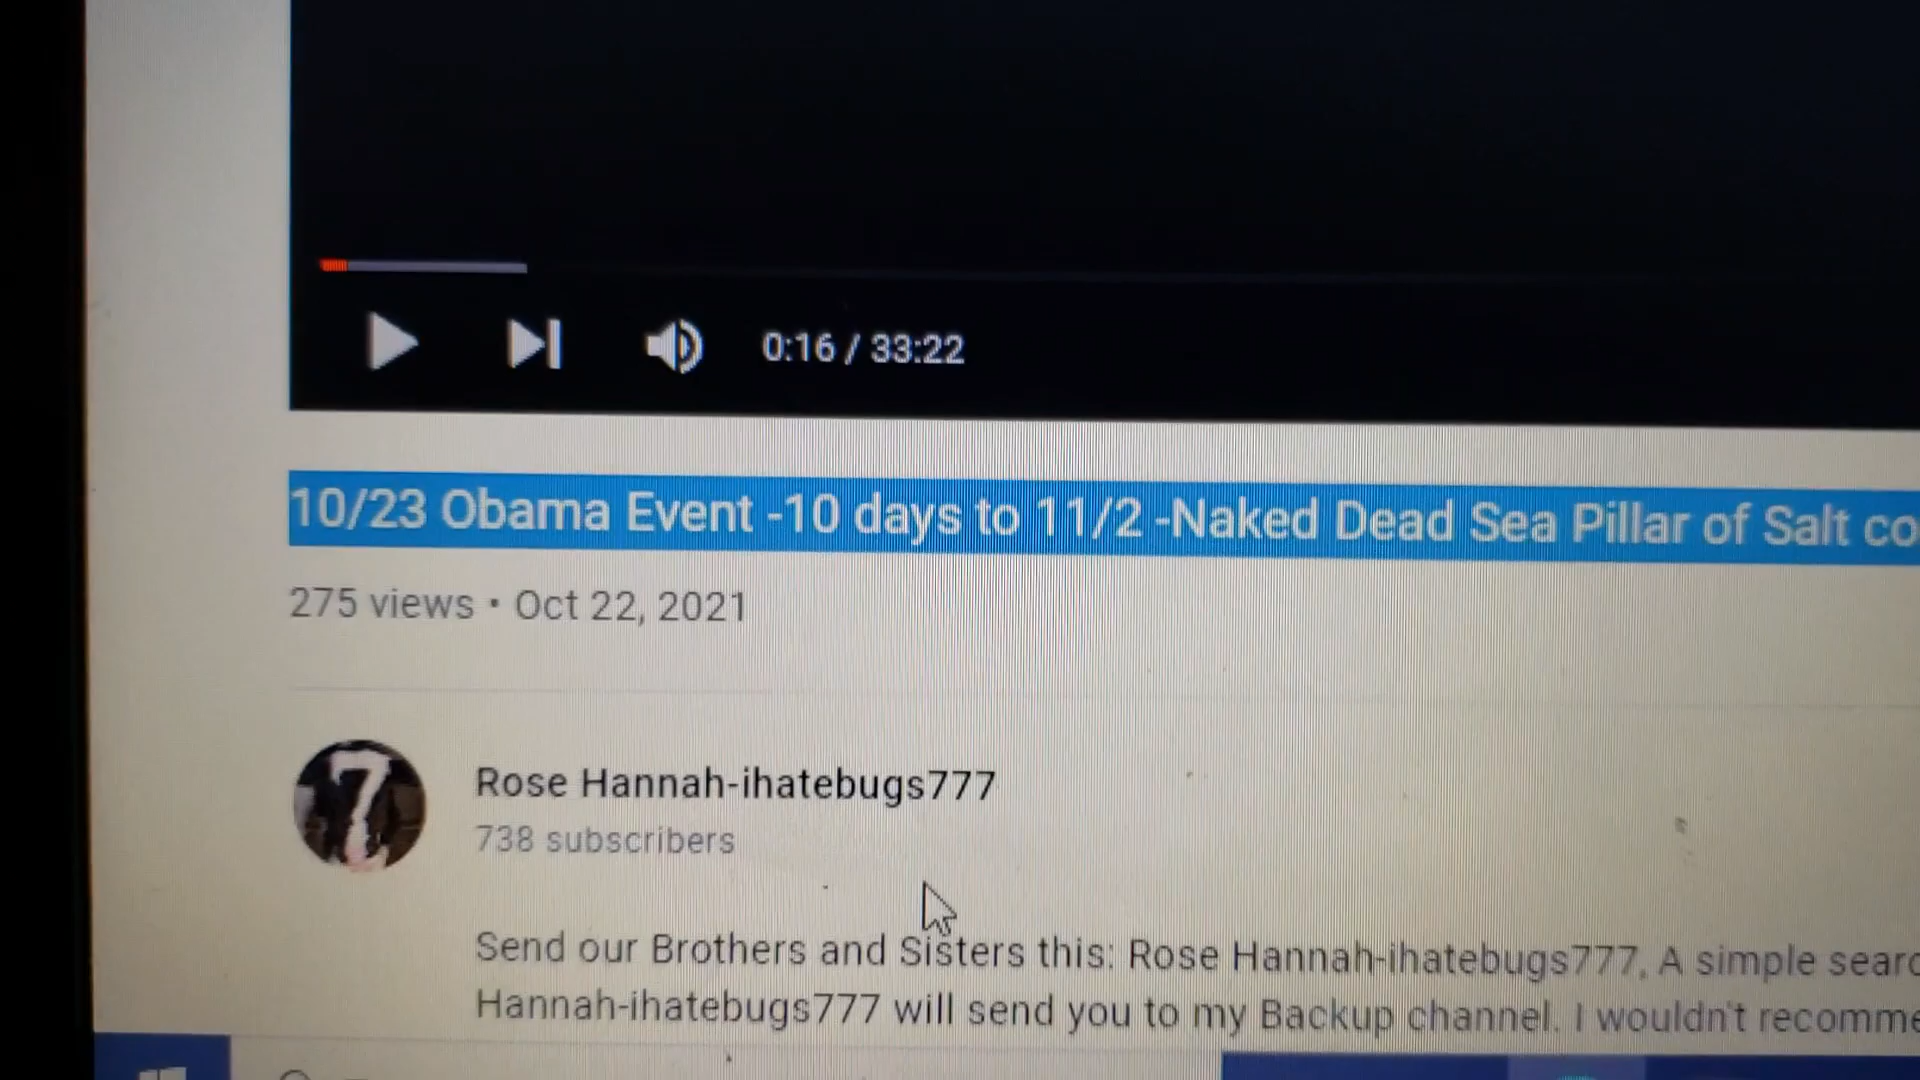 0:16 / 33:22
10/23 Obama Event -10 days to 11/2 -Naked Dead Sea Pillar of Salt co
275 views • Oct 22, 2021
7
Rose Hannah-ihatebugs777
738 subscribers
Send our Brothers and Sisters this: Rose Hannah-ihatebugs777, A simple searc
Hannah-ihatebugs777 will send you to my Backup channel. I wouldn't recomme